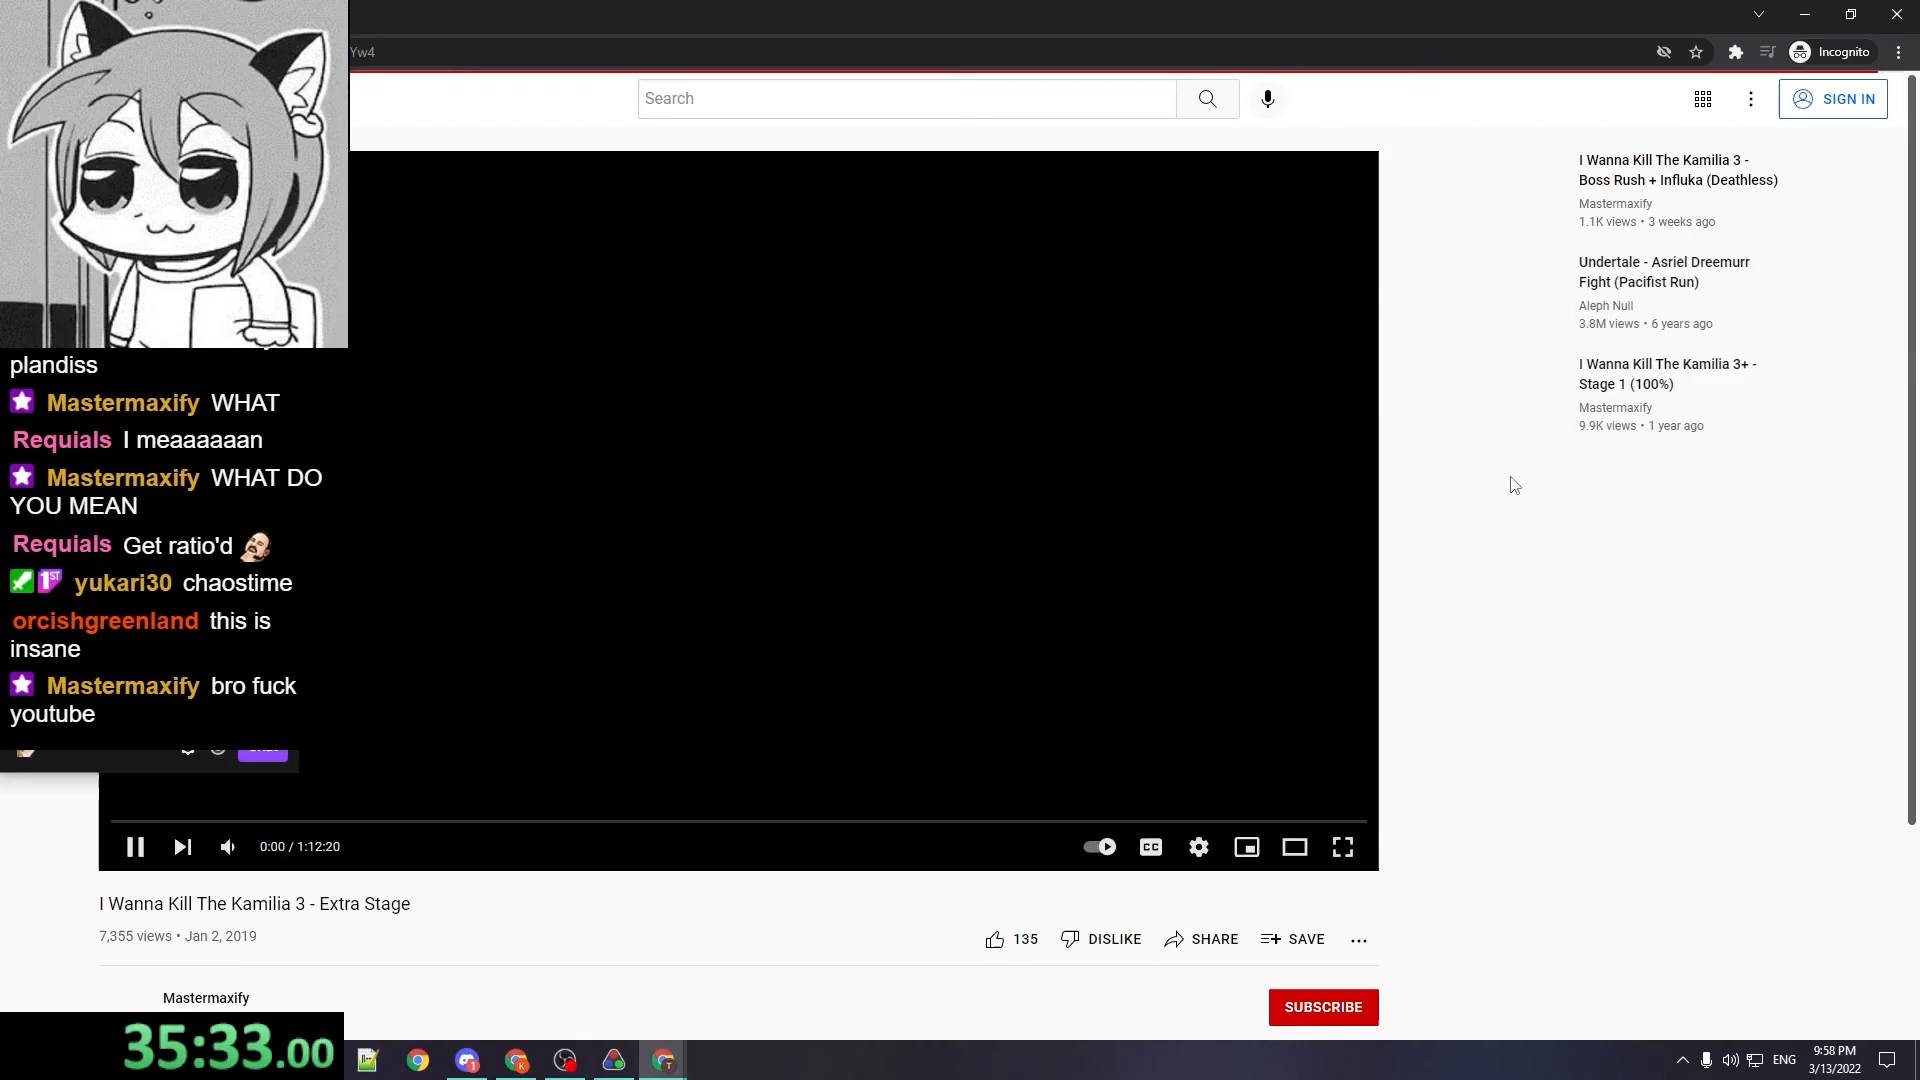 Yw4
Incognito
Search
SIGN IN
I Wanna Kill The Kamilia 3 -
Boss Rush + Influka (Deathless)
Mastermaxify
1.1K views • 3 weeks ago
Undertale - Asriel Dreemurr
Fight (Pacifist Run)
Aleph Null
3.8M views • 6 years ago
I Wanna Kill The Kamilia 3+ -
Stage 1 (100%)
Mastermaxify
9.9K views • 1 year ago
plandiss
Mastermaxify WHAT
Requials I meaaaaaan
Mastermaxify WHAT DO
YOU MEAN
Requials Get ratio'd
1ST yukari30 chaostime
orcishgreenland this is
insane
Mastermaxify bro fuck
youtube
0:00 / 1:12:20
CC
I Wanna Kill The Kamilia 3 - Extra Stage
7,355 views • Jan 2, 2019
135 DISLIKE SHARE SAVE
Mastermaxify
SUBSCRIBE
35:33.00
1
K
T
ENG
9:58 PM
3/13/2022